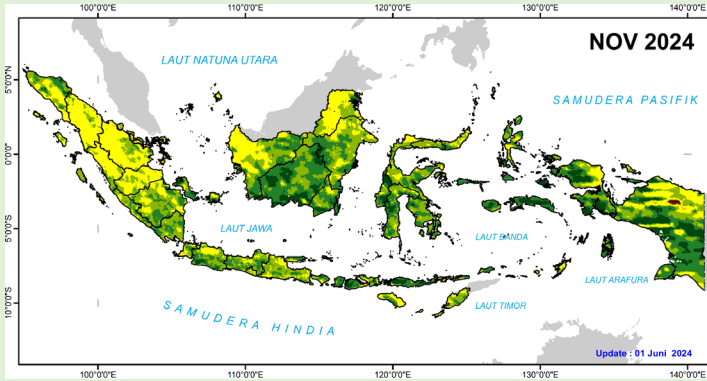 100°0'0"E 110°0'0"E 120°0'0"E 130°0'0"E 140°0'0"E
NOV 2024
LAUT NATUNA UTARA
SAMUDERA PASIFIK
5°0'0"N
0°0'0"
5°0'0"S
10°0'0"S
LAUT JAWA
LAUT BANDA
LAUT ARAFURA
LAUT TIMOR
SAMUDERA HINDIA
Update : 01 Juni 2024
100°0'0"E 110°0'0"E 120°0'0"E 130°0'0"E 140°0'0"E